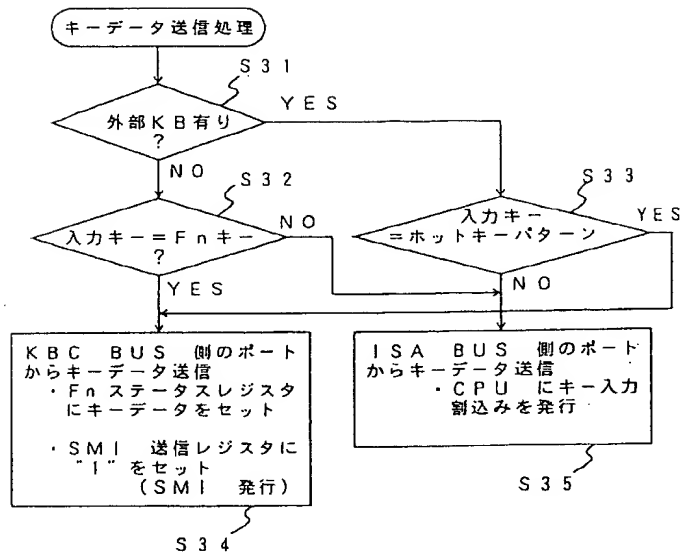 キーデータ送信処理
S31
外部KB有り
?
YES
NO
S32
入力キー=Fnキー
?
NO
YES
S33
入力キー
=ホットキーパターン
YES
NO
KBC BUS 側のポート
からキーデータ送信
・Fnステータスレジスタ
にキーデータをセット
・SMI 送信レジスタに
"1"をセット
(SMI 発行)
S34
ISA BUS 側のポート
からキーデータ送信
・CPUにキー入力
割込みを発行
S35